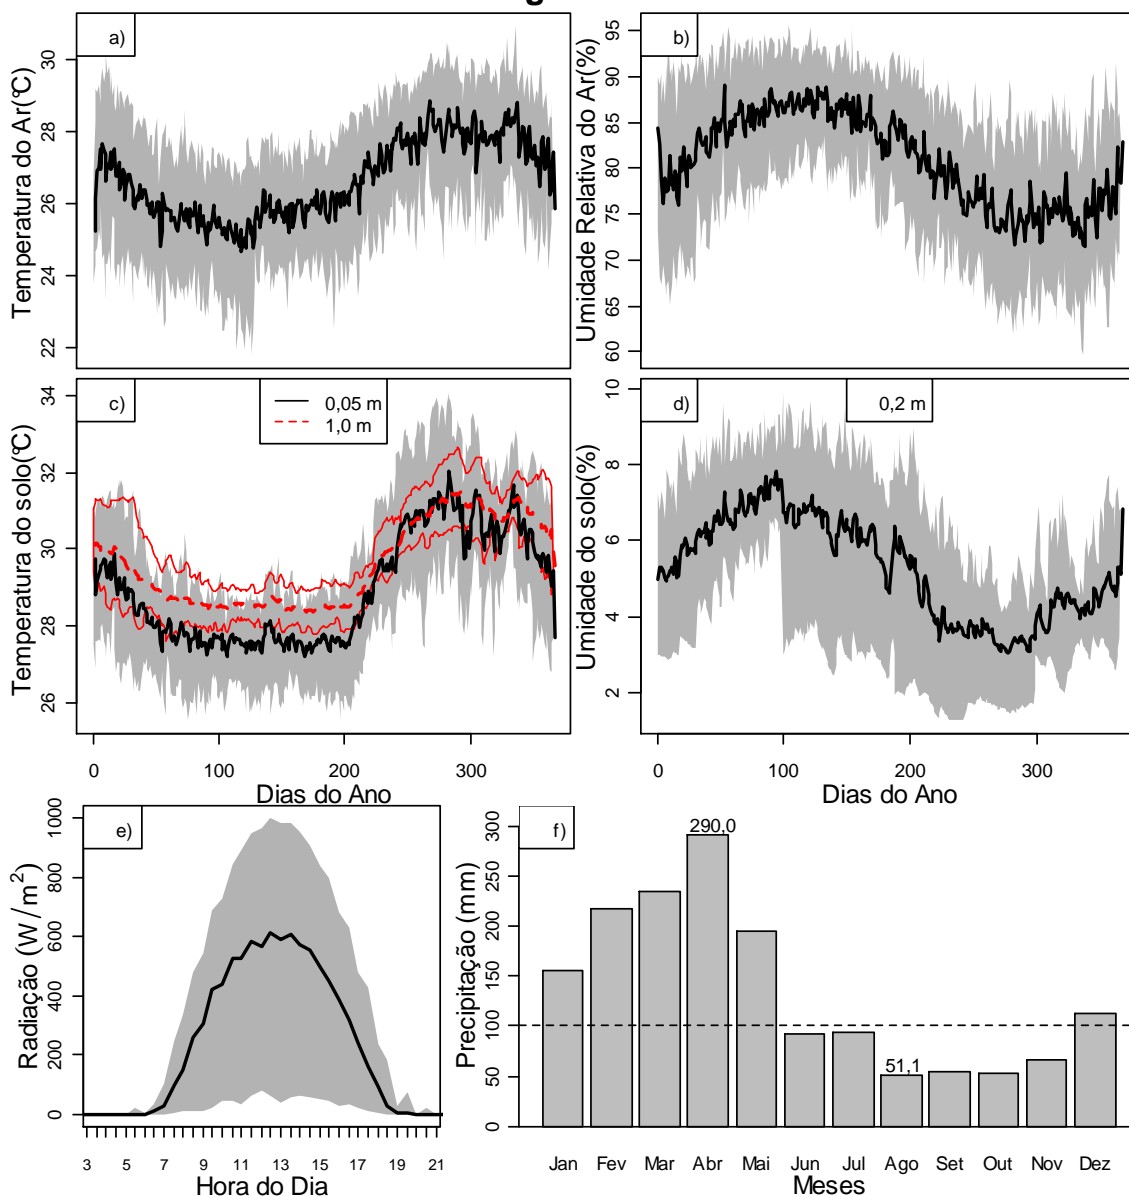 g
a)
Temperatura do Ar(°C)
22 24 26 28 30
b)
Umidade Relativa do Ar(%)
60 65 70 75 80 85 90 95
c)
0,05 m
1,0 m
Temperatura do solo(°C)
26 28 30 32 34
0 100 200 300
Dias do Ano
d)
0,2 m
Umidade do solo(%)
2 4 6 8 10
0 100 200 300
Dias do Ano
e)
Radiação (W/m²)
0 200 400 600 800 1000
3 5 7 9 11 13 15 17 19 21
Hora do Dia
f)
290,0
51,1
Precipitação (mm)
0 50 100 150 200 250 300
Jan Fev Mar Abr Mai Jun Jul Ago Set Out Nov Dez
Meses